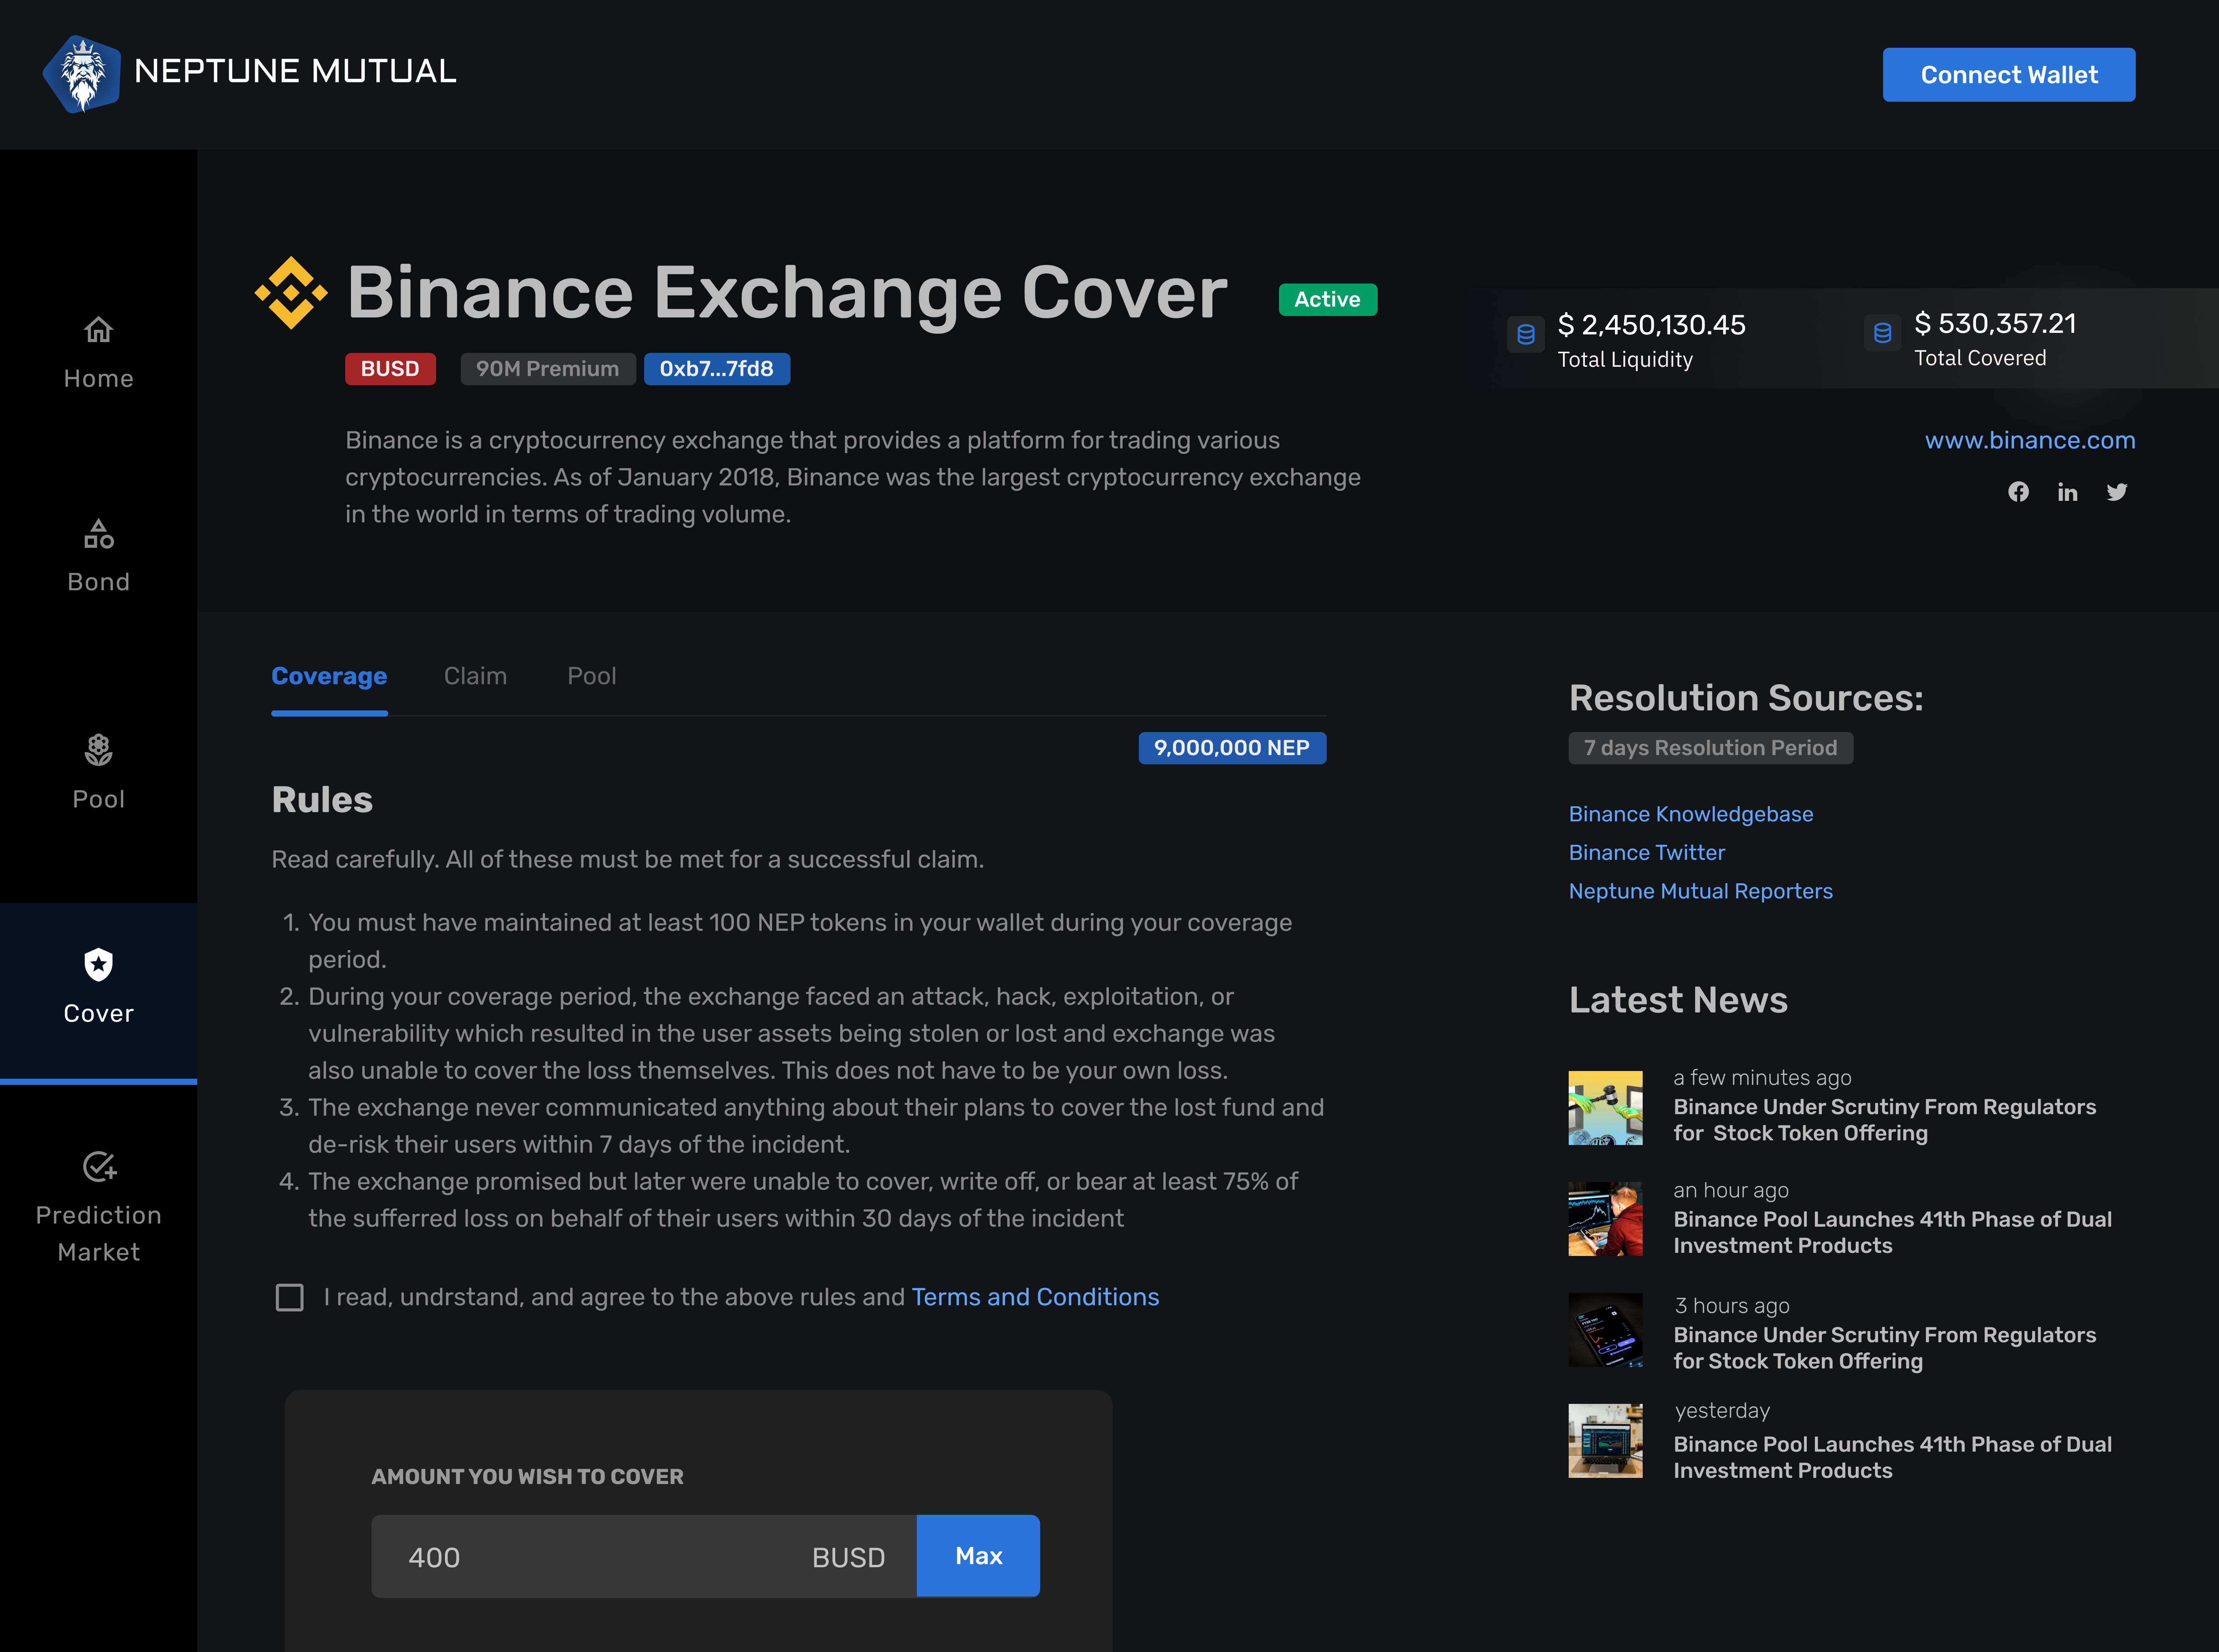 NEPTUNE MUTUAL
Connect Wallet
Home
Bond
Pool
Cover
Prediction
Market
Binance Exchange Cover
Active
BUSD
90M Premium
0xb7...7fd8
$ 2,450,130.45
Total Liquidity
$ 530,357.21
Total Covered
Binance is a cryptocurrency exchange that provides a platform for trading various
cryptocurrencies. As of January 2018, Binance was the largest cryptocurrency exchange
in the world in terms of trading volume.
www.binance.com
Coverage
Claim
Pool
9,000,000 NEP
Rules
Read carefully. All of these must be met for a successful claim.
1. You must have maintained at least 100 NEP tokens in your wallet during your coverage
period.
2. During your coverage period, the exchange faced an attack, hack, exploitation, or
vulnerability which resulted in the user assets being stolen or lost and exchange was
also unable to cover the loss themselves. This does not have to be your own loss.
3. The exchange never communicated anything about their plans to cover the lost fund and
de-risk their users within 7 days of the incident.
4. The exchange promised but later were unable to cover, write off, or bear at least 75% of
the sufferred loss on behalf of their users within 30 days of the incident
I read, undrstand, and agree to the above rules and Terms and Conditions
AMOUNT YOU WISH TO COVER
400
BUSD
Max
Resolution Sources:
7 days Resolution Period
Binance Knowledgebase
Binance Twitter
Neptune Mutual Reporters
Latest News
a few minutes ago
Binance Under Scrutiny From Regulators
for Stock Token Offering
an hour ago
Binance Pool Launches 41th Phase of Dual
Investment Products
3 hours ago
Binance Under Scrutiny From Regulators
for Stock Token Offering
yesterday
Binance Pool Launches 41th Phase of Dual
Investment Products